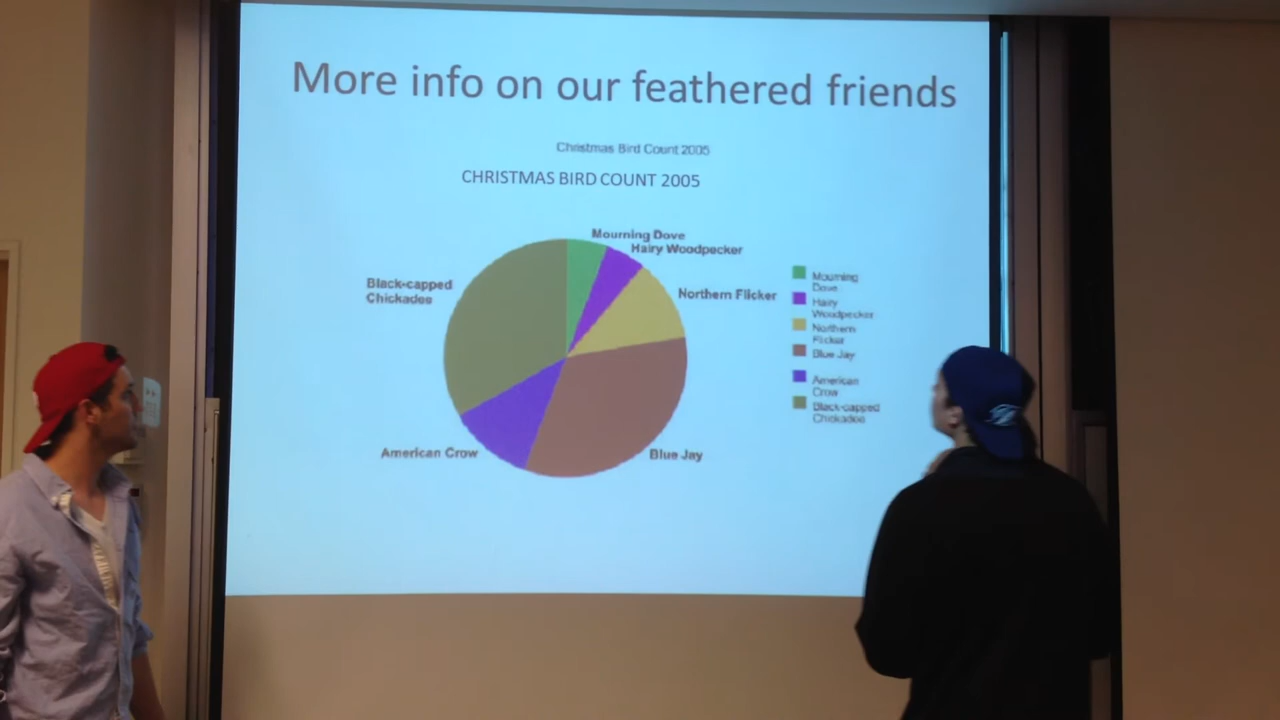 More info on our feathered friends
Christmas Bird Count 2005
CHRISTMAS BIRD COUNT 2005
Mourning Dove
Hairy Woodpecker
Black-capped
Chickadee
Northern Flicker
American Crow
Blue Jay
Mourning
Dove
Hairy
Woodpecker
Northern
Flicker
Blue Jay
American
Crow
Black-capped
Chickadee